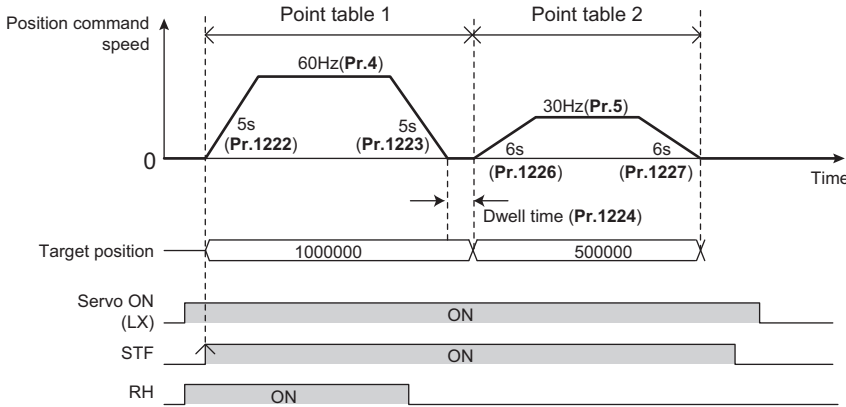 Point table 1 Point table 2
Position command
speed
60Hz(Pr.4)
30Hz(Pr.5)
5s
(Pr.1222)
5s
(Pr.1223)
0
6s
(Pr.1226)
6s
(Pr.1227)
Time
Dwell time (Pr.1224)
Target position 1000000 500000
Servo ON
(LX)
ON
STF ON
RH ON